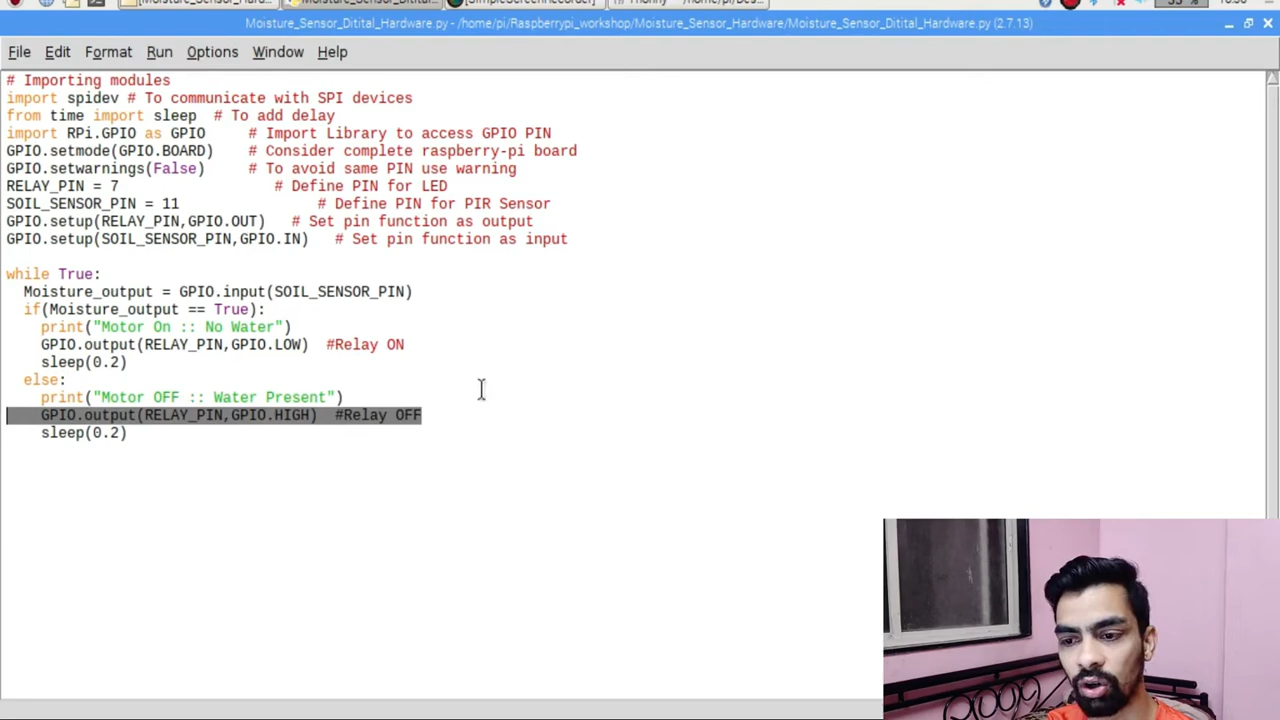 Moisture_Sensor_Ditital_Hardware.py - /home/pi/Raspberrypi_workshop/Moisture_Sensor_Hardware/Moisture_Sensor_Ditital_Hardware.py (2.7.13)
File Edit Format Run Options Window Help
# Importing modules
import spidev # To communicate with SPI devices
from time import sleep  # To add delay
import RPi.GPIO as GPIO     # Import Library to access GPIO PIN
GPIO.setmode(GPIO.BOARD)    # Consider complete raspberry-pi board
GPIO.setwarnings(False)     # To avoid same PIN use warning
RELAY_PIN = 7                  # Define PIN for LED
SOIL_SENSOR_PIN = 11                # Define PIN for PIR Sensor
GPIO.setup(RELAY_PIN,GPIO.OUT)   # Set pin function as output
GPIO.setup(SOIL_SENSOR_PIN,GPIO.IN)   # Set pin function as input
while True:
  Moisture_output = GPIO.input(SOIL_SENSOR_PIN)
  if(Moisture_output == True):
    print("Motor On :: No Water")
    GPIO.output(RELAY_PIN,GPIO.LOW)  #Relay ON
    sleep(0.2)
  else:
    print("Motor OFF :: Water Present")
    GPIO.output(RELAY_PIN,GPIO.HIGH)  #Relay OFF
    sleep(0.2)